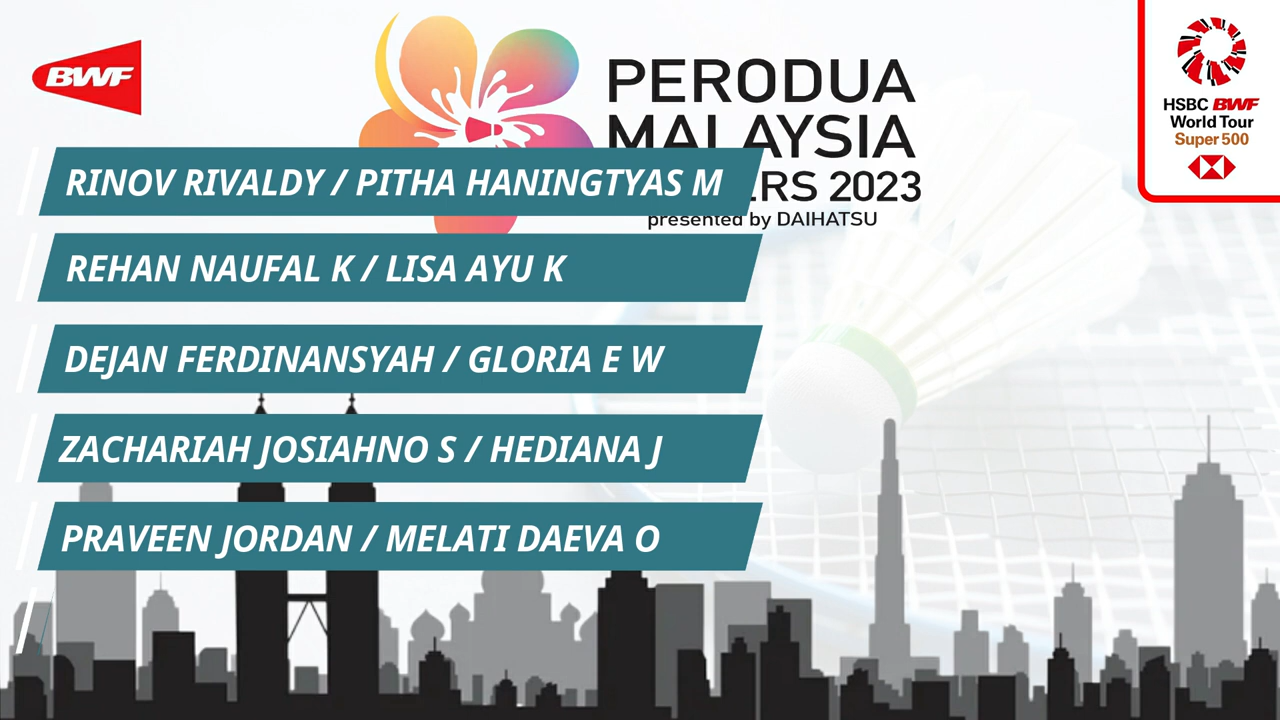 BWF
PERODUA
MALAYSIA
2023
presented by DAIHATSU
HSBC BWF
World Tour
Super 500
RINOV RIVALDY / PITHA HANINGTYAS M
REHAN NAUFAL K / LISA AYU K
DEJAN FERDINANSYAH / GLORIA E W
ZACHARIAH JOSIAHNO S / HEDIANA J
PRAVEEN JORDAN / MELATI DAEVA O